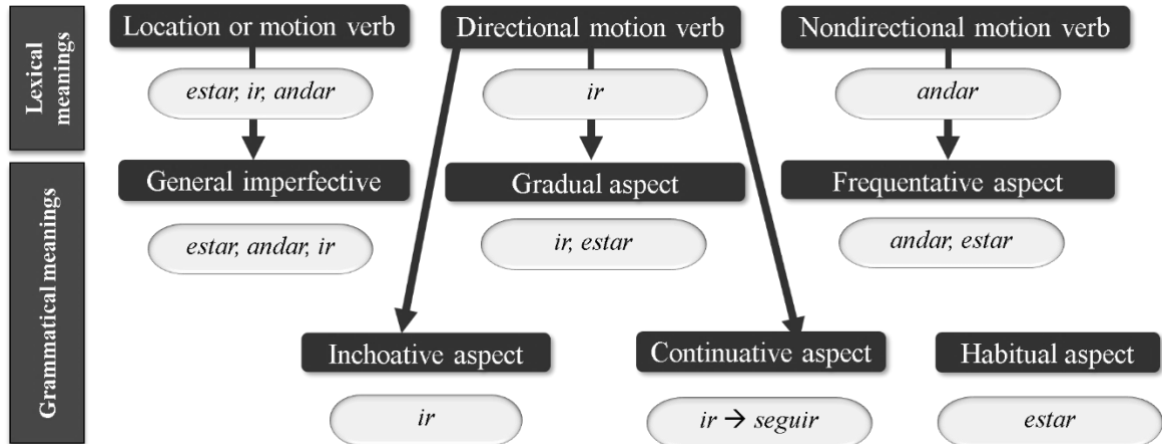 Lexical
meanings
Location or motion verb
Directional motion verb
Nondirectional motion verb
estar, ir, andar
ir
andar
Grammatical meanings
General imperfective
Gradual aspect
Frequentative aspect
estar, andar, ir
ir, estar
andar, estar
Inchoative aspect
Continuative aspect
Habitual aspect
ir
ir → seguir
estar